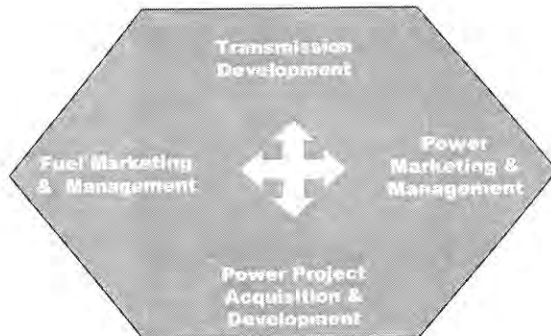 Transmission
Development
Fuel Marketing
& Management
Power
Marketing &
Management
Power Project
Acquisition &
Development